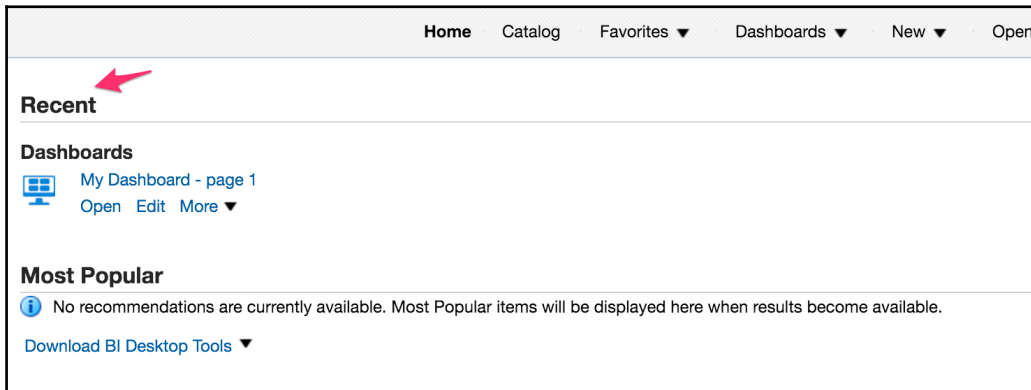 Home Catalog Favorites Dashboards New Open
Recent
Dashboards
My Dashboard - page 1
Open Edit More
Most Popular
No recommendations are currently available. Most Popular items will be displayed here when results become available.
Download BI Desktop Tools